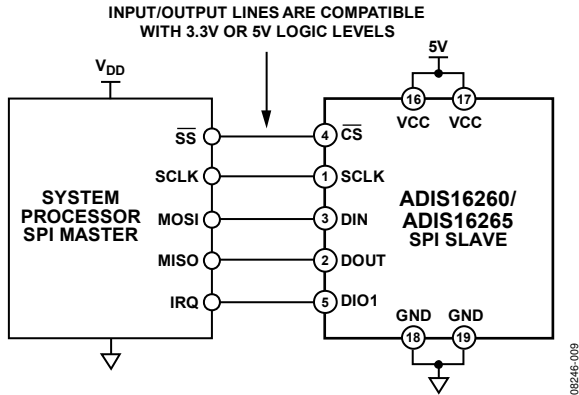 INPUT/OUTPUT LINES ARE COMPATIBLE
WITH 3.3V OR 5V LOGIC LEVELS
VDD
5V
16
17
VCC
VCC
SS
4
CS
SCLK
1
SCLK
SYSTEM
PROCESSOR
SPI MASTER
MOSI
3
DIN
ADIS16260/
ADIS16265
SPI SLAVE
MISO
2
DOUT
IRQ
5
DIO1
GND
GND
18
19
08246-009